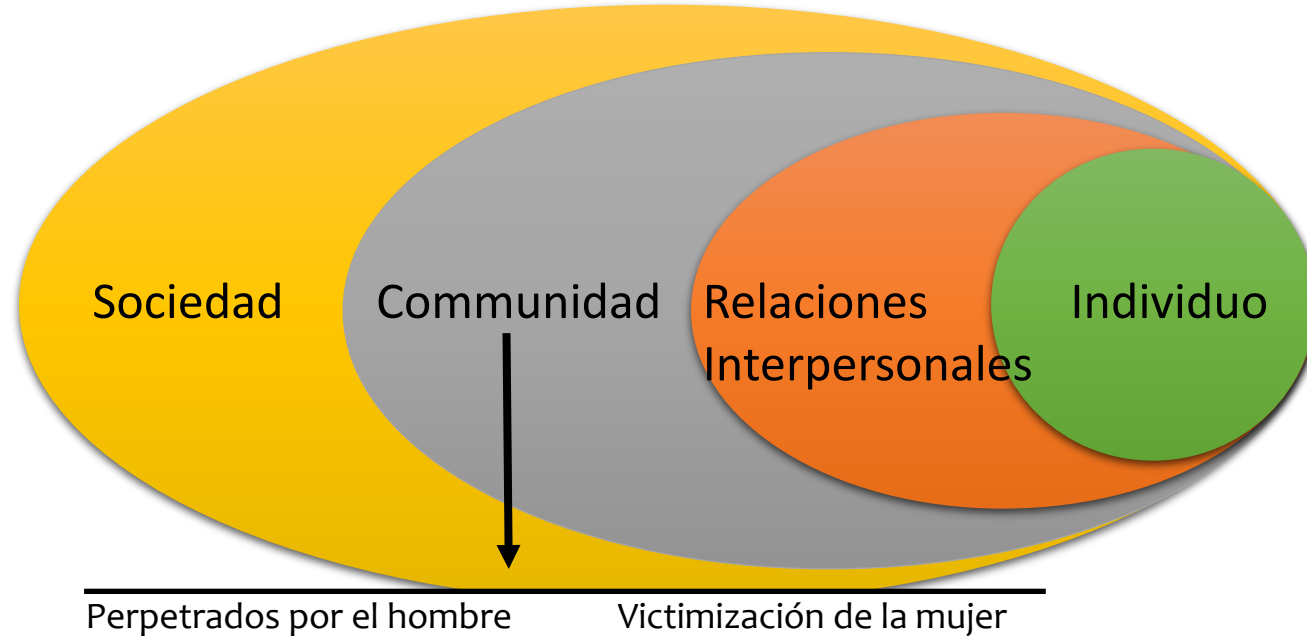 Sociedad
Communidad
Relaciones
Interpersonales
Individuo
Perpetrados por el hombre
Victimización de la mujer